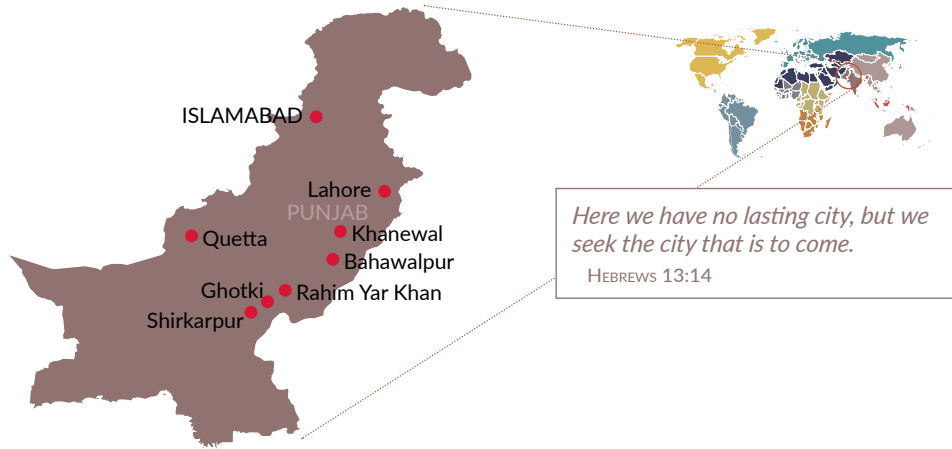 ISLAMABAD
Lahore
PUNJAB
Khanewal
Quetta
Bahawalpur
Ghotki
Rahim Yar Khan
Shirkarpur
Here we have no lasting city, but we
seek the city that is to come.
Hebrews 13:14